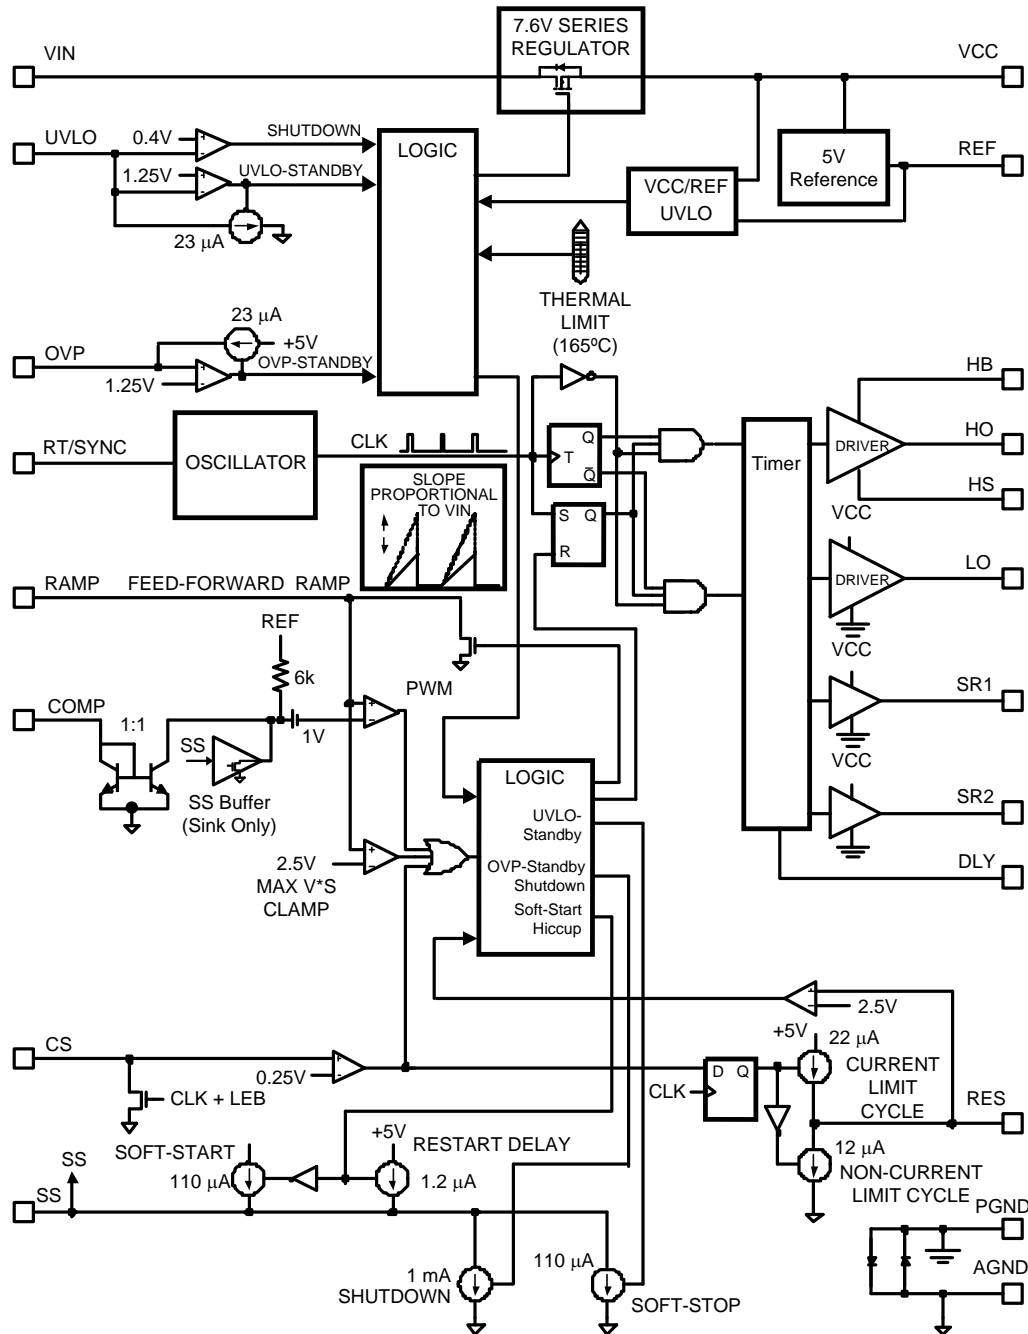 7.6V SERIES
REGULATOR
VIN
VCC
UVLO
0.4V
SHUTDOWN
LOGIC
1.25V
UVLO-STANDBY
23 µA
5V
Reference
REF
VCC/REF
UVLO
THERMAL
LIMIT
(165ºC)
23 µA
+5V
OVP
OVP-STANDBY
1.25V
HB
RT/SYNC
OSCILLATOR
CLK
T
Q
Q̅
Timer
DRIVER
HO
HS
SLOPE
PROPORTIONAL
TO VIN
S
Q
R
VCC
DRIVER
LO
RAMP
FEED-FORWARD RAMP
REF
6k
VCC
PWM
COMP
1:1
1V
SS
SS Buffer
(Sink Only)
SR1
VCC
LOGIC
UVLO-
Standby
OVP-Standby
Shutdown
Soft-Start
Hiccup
2.5V
MAX V*S
CLAMP
SR2
DLY
2.5V
CS
0.25V
CLK + LEB
D
Q
CLK
+5V
22 µA
CURRENT
LIMIT
CYCLE
RES
12 µA
NON-CURRENT
LIMIT CYCLE
SOFT-START
+5V
RESTART DELAY
SS
110 µA
1.2 µA
SS
PGND
1 mA
SHUTDOWN
110 µA
SOFT-STOP
AGND